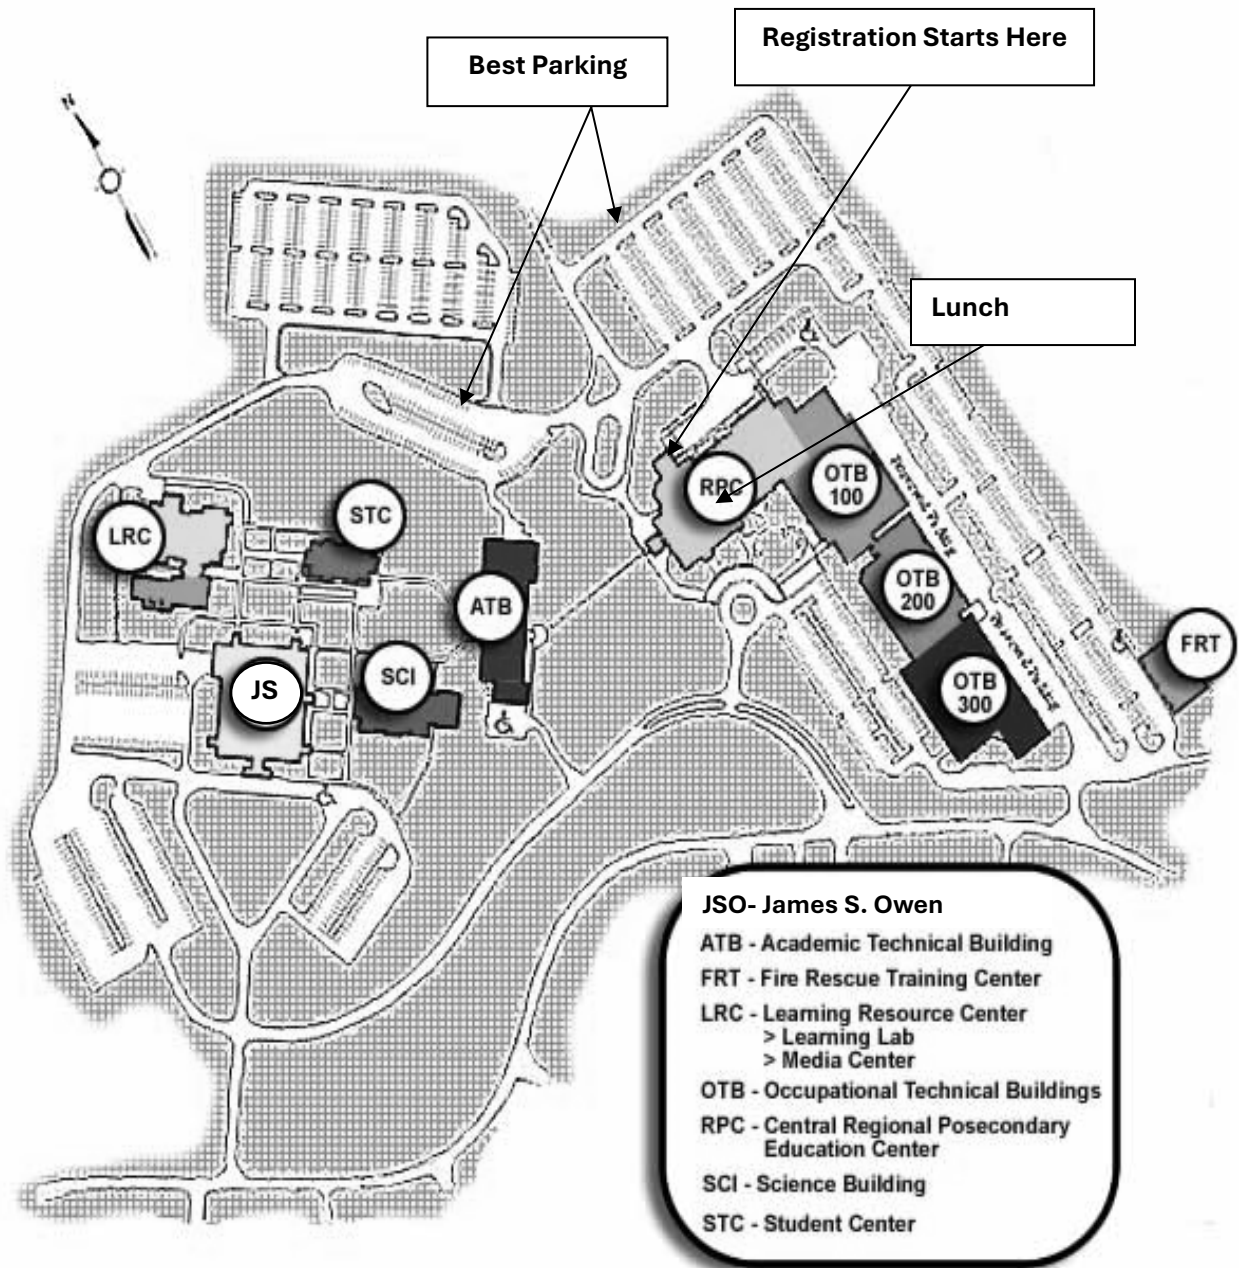 Registration Starts Here
Best Parking
N
Lunch
RPC
OTB
100
STC
LRC
OTB
200
ATB
FRT
SCI
JS
OTB
300
JSO- James S. Owen
ATB - Academic Technical Building
FRT - Fire Rescue Training Center
LRC - Learning Resource Center
> Learning Lab
> Media Center
OTB - Occupational Technical Buildings
RPC - Central Regional Posecondary
Education Center
SCI - Science Building
STC - Student Center